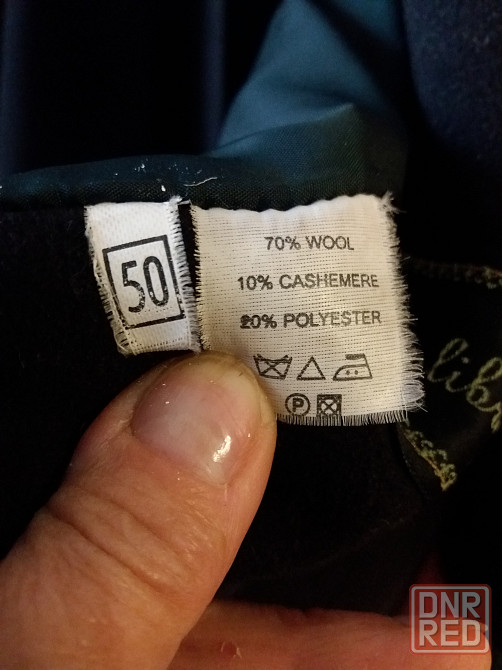 50
70% WOOL
10% CASHEMERE
20% POLYESTER
P
DNR
RED